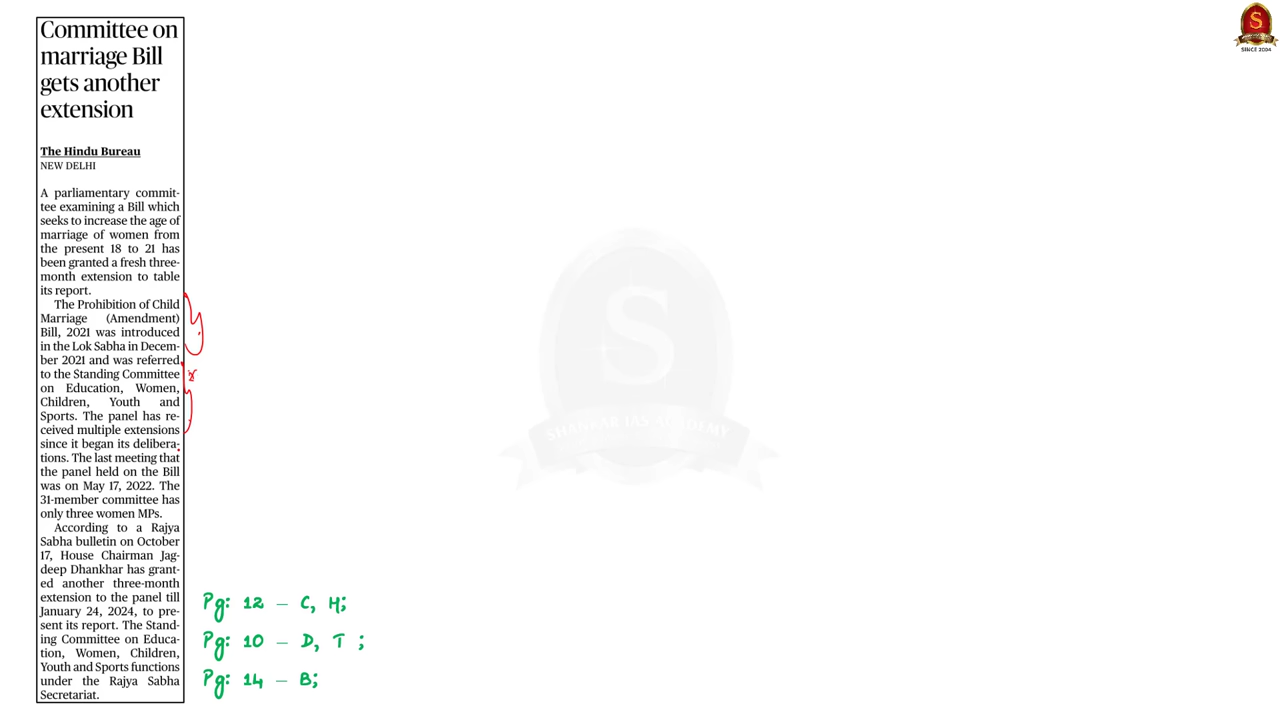 Committee on
marriage Bill
gets another
extension
The Hindu Bureau
NEW DELHI
A parliamentary commit-
tee examining a Bill which
seeks to increase the age of
marriage of women from
the present 18 to 21 has
been granted a fresh three-
month extension to table
its report.
The Prohibition of Child
Marriage (Amendment)
Bill, 2021 was introduced
in the Lok Sabha in Decem-
ber 2021 and was referred
to the Standing Committee
on Education, Women,
Children, Youth and
Sports. The panel has re-
ceived multiple extensions
since it began its delibera-
tions. The last meeting that
the panel held on the Bill
was on May 17, 2022. The
31-member committee has
only three women MPs.
According to a Rajya
Sabha bulletin on October
17, House Chairman Jag-
deep Dhankhar has grant-
ed another three-month
extension to the panel till
January 24, 2024, to pre-
sent its report. The Stand-
ing Committee on Educa-
tion, Women, Children,
Youth and Sports functions
under the Rajya Sabha
Secretariat.
Pg: 12 – C, H;
Pg: 10 – D, T ;
Pg: 14 – B;
S
SHANKAR IAS ACADEMY
S
SINCE 2004